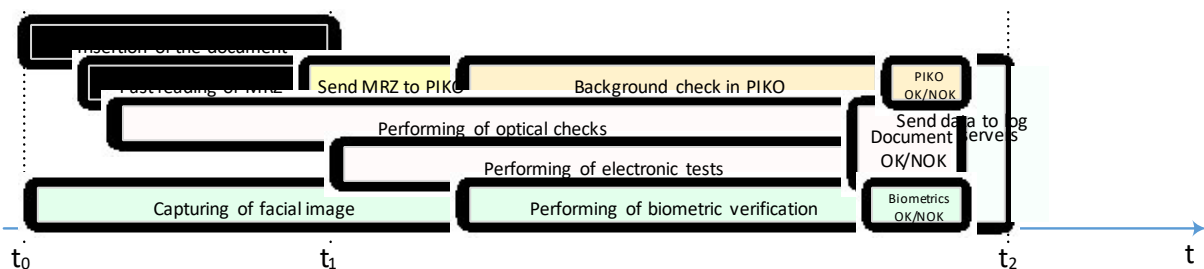 Insertion of the document
Fast reading of MRZ
Send MRZ to PIKO
Background check in PIKO
PIKO
OK/NOK
Performing of optical checks
Send data to log
servers
Document
OK/NOK
Performing of electronic tests
Capturing of facial image
Performing of biometric verification
Biometrics
OK/NOK
t0
t1
t2
t